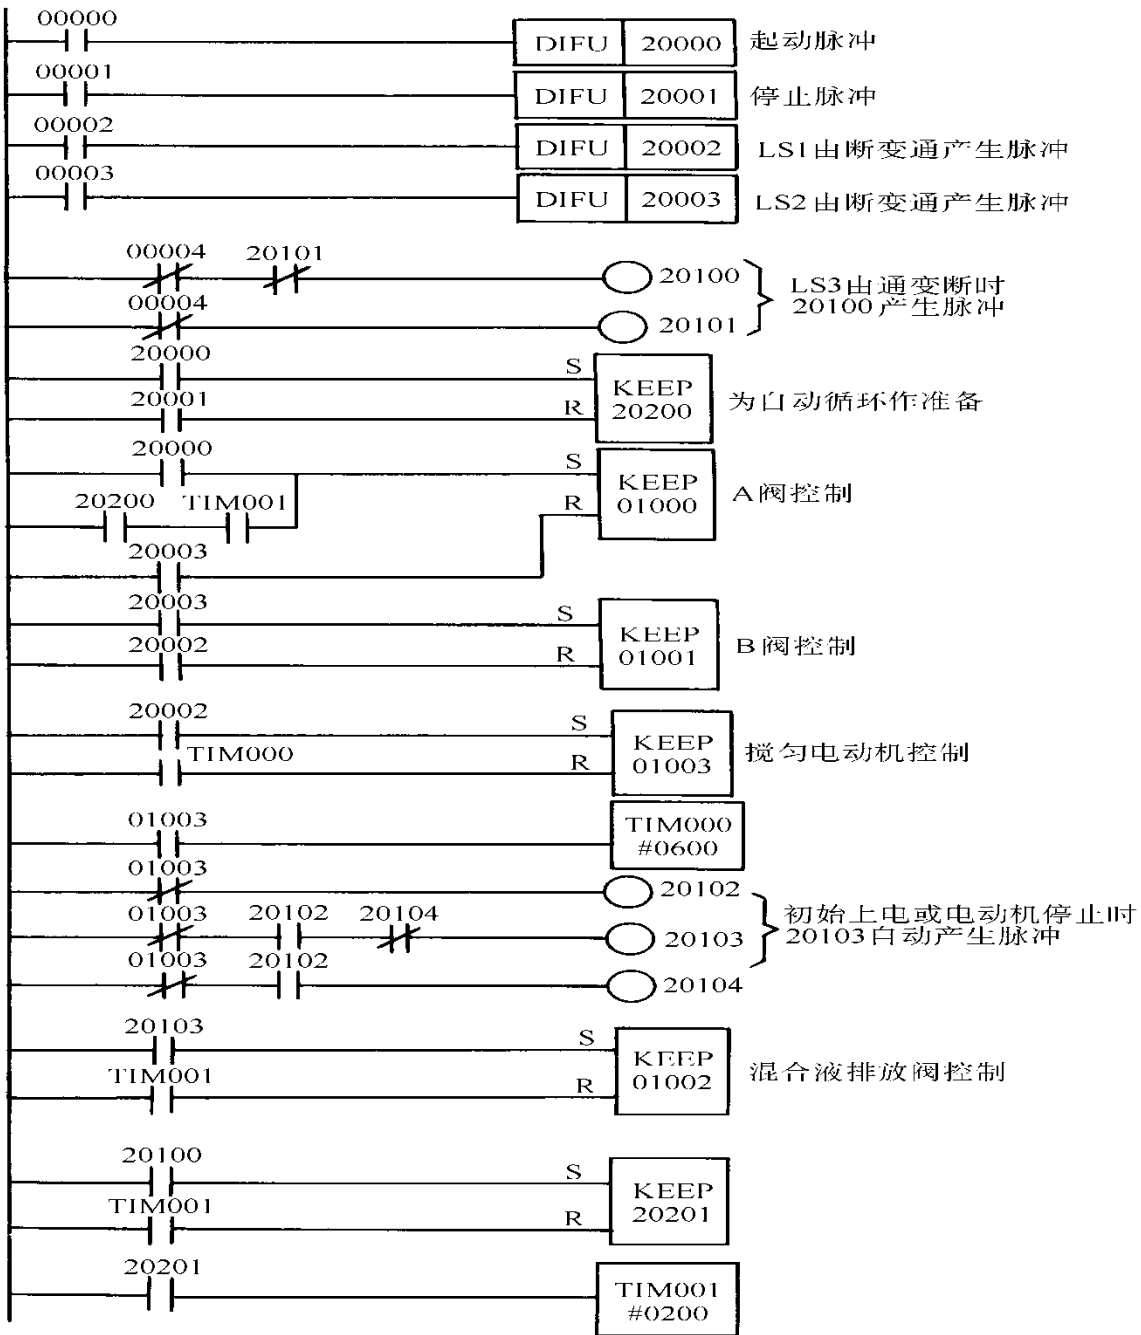 00000
DIFU 20000 起动脉冲
00001
DIFU 20001 停止脉冲
00002
DIFU 20002 LS1由断变通产生脉冲
00003
DIFU 20003 LS2由断变通产生脉冲
00004 20101
20100
LS3由通变断时
20100产生脉冲
00004
20101
20000
S
KEEP
20200
为自动循环作准备
20001
R
20000
S
KEEP
01000
A阀控制
20200 TIM001
R
20003
20003
S
KEEP
01001
B阀控制
20002
R
20002
S
KEEP
01003
搅匀电动机控制
TIM000
R
01003
TIM000
#0600
01003
20102
初始上电或电动机停止时
20103自动产生脉冲
01003 20102 20104
20103
01003 20102
20104
20103
S
KEEP
01002
混合液排放阀控制
TIM001
R
20100
S
KEEP
20201
TIM001
R
20201
TIM001
#0200